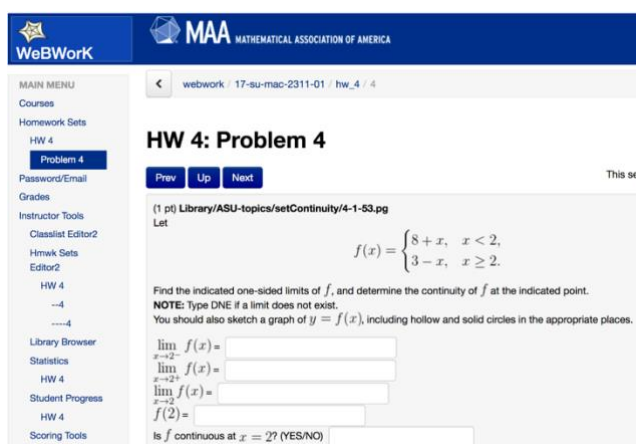 WeBWorK
MAA MATHEMATICAL ASSOCIATION OF AMERICA
MAIN MENU
Courses
Homework Sets
HW 4
Problem 4
Password/Email
Grades
Instructor Tools
Classlist Editor2
Hmwk Sets
Editor2
HW 4
--4
----4
Library Browser
Statistics
HW 4
Student Progress
HW 4
Scoring Tools
webwork / 17-su-mac-2311-01 / hw_4 / 4
HW 4: Problem 4
Prev Up Next
This se
(1 pt) Library/ASU-topics/setContinuity/4-1-53.pg
Let
f(x) = { 8 + x, x < 2,
3 − x, x ≥ 2.
Find the indicated one-sided limits of f, and determine the continuity of f at the indicated point.
NOTE: Type DNE if a limit does not exist.
You should also sketch a graph of y = f(x), including hollow and solid circles in the appropriate places.
lim x→2− f(x) =
lim x→2+ f(x) =
lim x→2 f(x) =
f(2) =
Is f continuous at x = 2? (YES/NO)